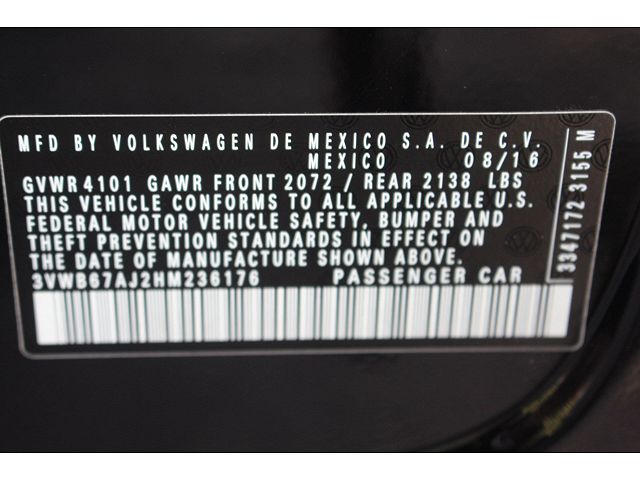 MFD BY VOLKSWAGEN DE MEXICO S.A. DE C.V.
MEXICO 08/16
GVWR 4101 GAWR FRONT 2072 / REAR 2138 LBS
THIS VEHICLE CONFORMS TO ALL APPLICABLE U.S.
FEDERAL MOTOR VEHICLE SAFETY, BUMPER AND
THEFT PREVENTION STANDARDS IN EFFECT ON
THE DATE OF MANUFACTURE SHOWN ABOVE.
3VWB67AJ2HM236176 PASSENGER CAR
3347172 3155 M